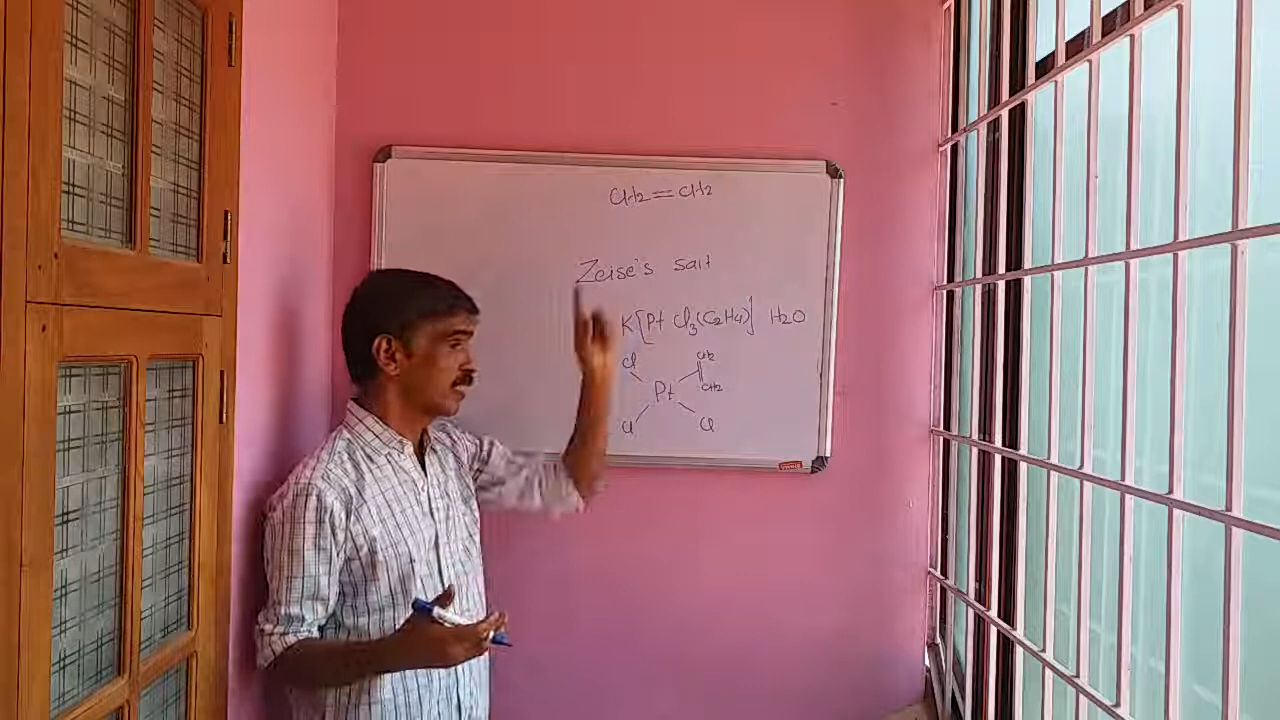 CH2=CH2
Zeise's salt
K[Pt Cl3(C2H4)] H2O
Cl CH2
CH2
Pt
Cl Cl